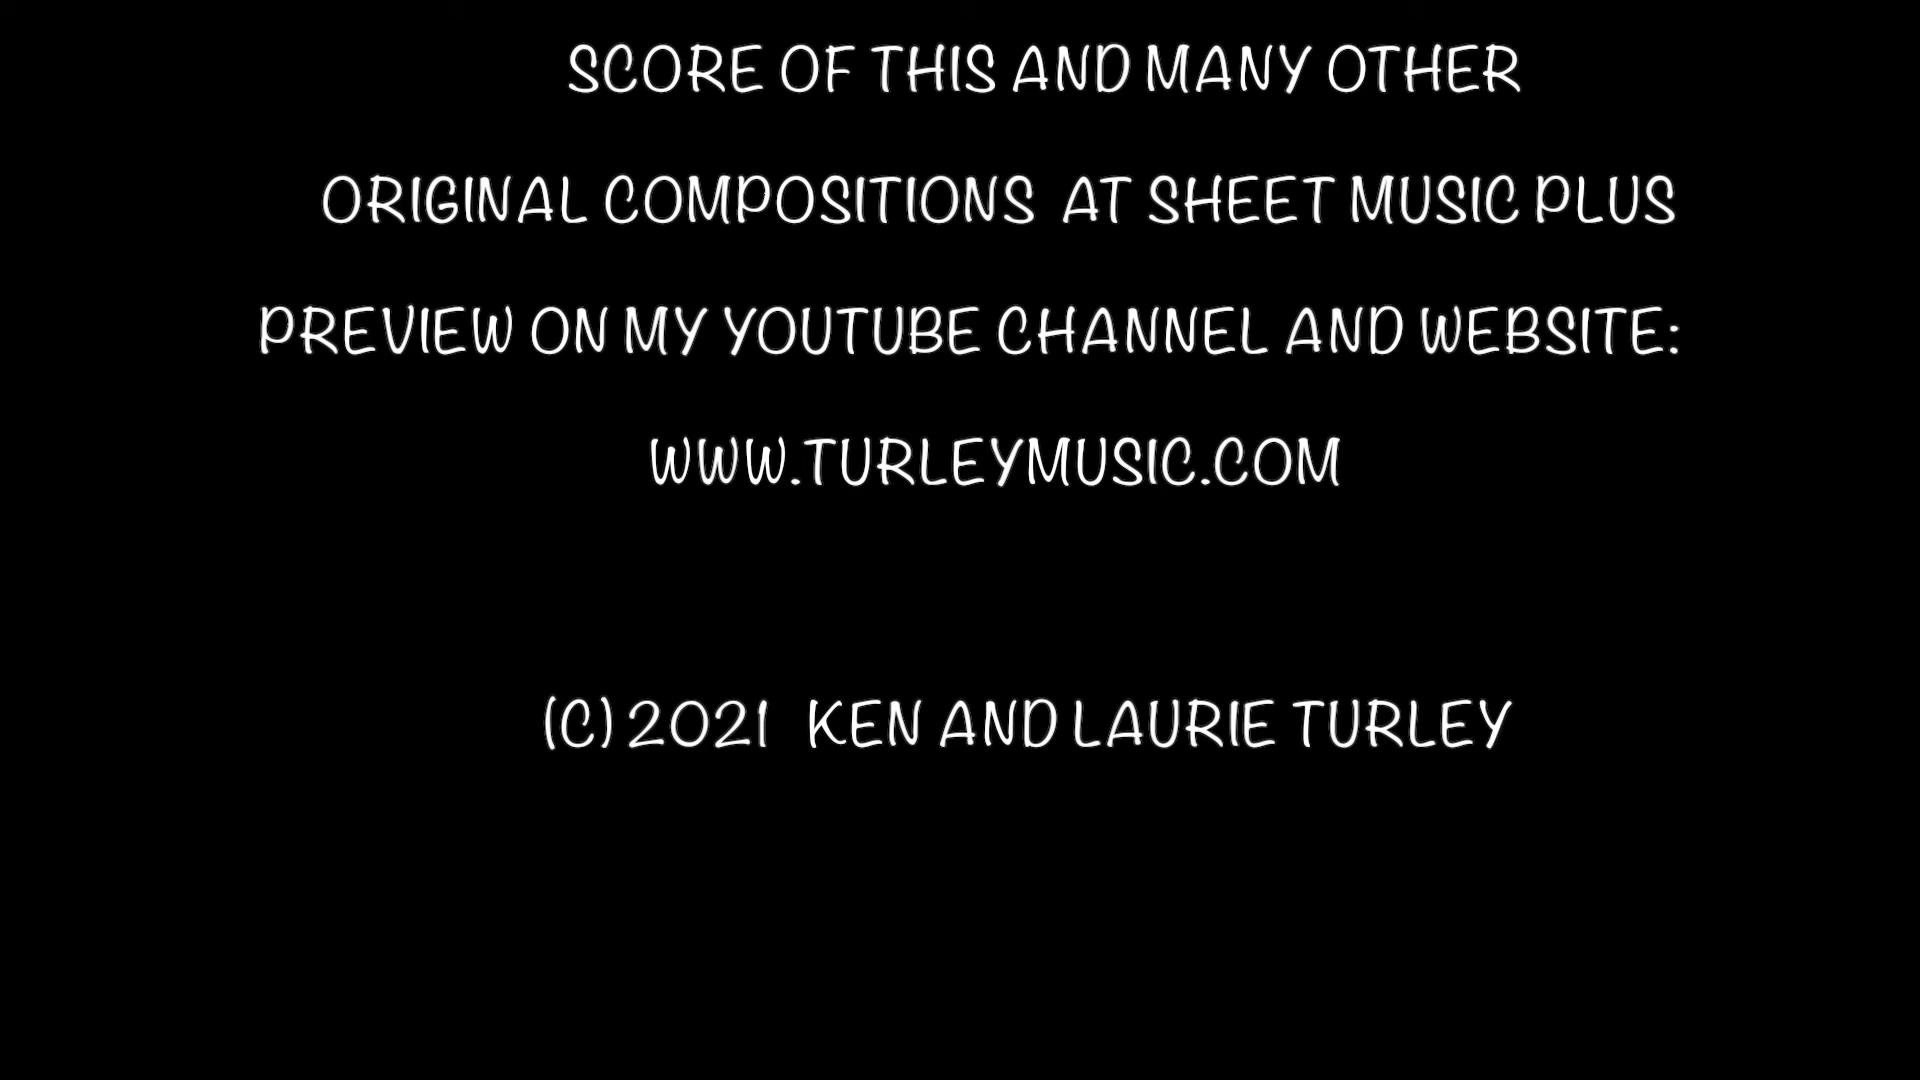 SCORE OF THIS AND MANY OTHER
ORIGINAL COMPOSITIONS  AT SHEET MUSIC PLUS
PREVIEW ON MY YOUTUBE CHANNEL AND WEBSITE:
WWW.TURLEYMUSIC.COM
(C) 2021  KEN AND LAURIE TURLEY